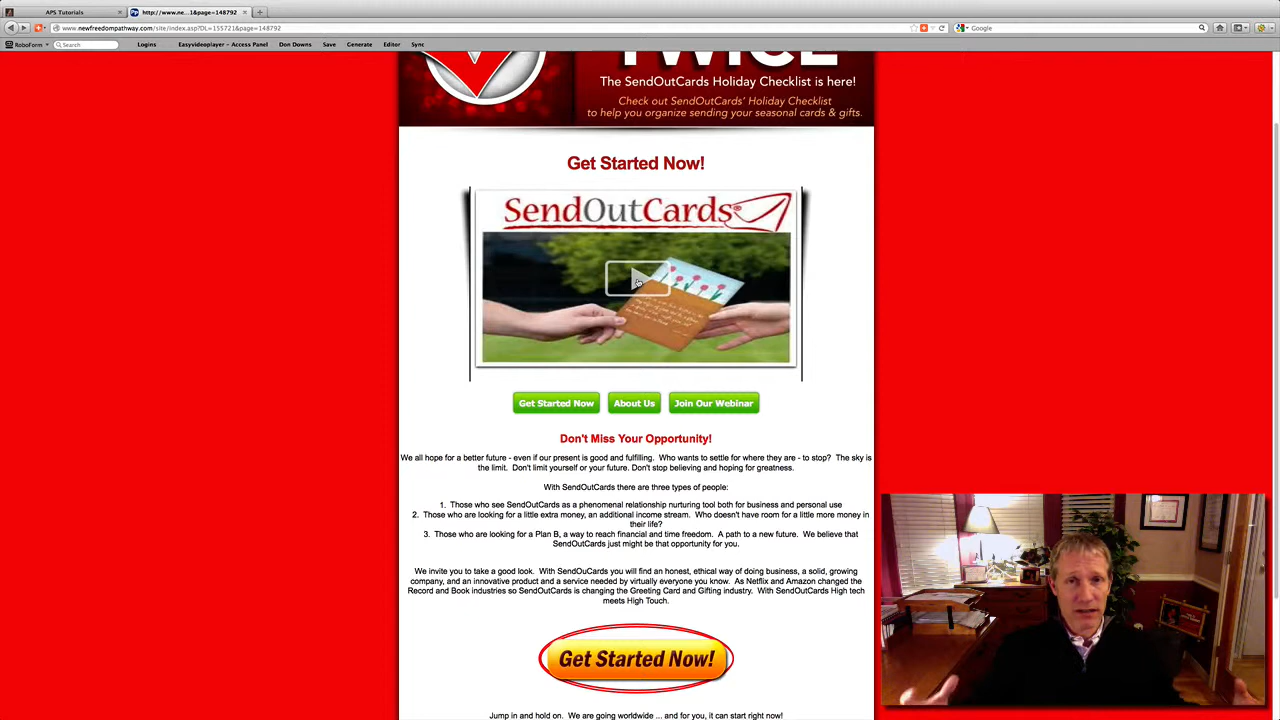 APS Tutorials
http://www.ne...1&page=148792
www.newfreedompathway.com/site/index.asp?DL=155721&page=148792
Google
RoboForm
Search
Logins
Easyvideoplayer - Access Panel
Don Downs
Save
Generate
Editor
Sync
TWICE
The SendOutCards Holiday Checklist is here!
Check out SendOutCards' Holiday Checklist
to help you organize sending your seasonal cards & gifts.
Get Started Now!
SendOutCards
Get Started Now
About Us
Join Our Webinar
Don't Miss Your Opportunity!
We all hope for a better future - even if our present is good and fulfilling. Who wants to settle for where they are - to stop? The sky is
the limit. Don't limit yourself or your future. Don't stop believing and hoping for greatness.
With SendOutCards there are three types of people:
1. Those who see SendOutCards as a phenomenal relationship nurturing tool both for business and personal use
2. Those who are looking for a little extra money, an additional income stream. Who doesn't have room for a little more money in
their life?
3. Those who are looking for a Plan B, a way to reach financial and time freedom. A path to a new future. We believe that
SendOutCards just might be that opportunity for you.
We invite you to take a good look. With SendOutCards you will find an honest, ethical way of doing business, a solid, growing
company, and an innovative product and a service needed by virtually everyone you know. As Netflix and Amazon changed the
Record and Book industries so SendOutCards is changing the Greeting Card and Gifting industry. With SendOutCards High tech
meets High Touch.
Get Started Now!
Jump in and hold on. We are going worldwide ... and for you, it can start right now!